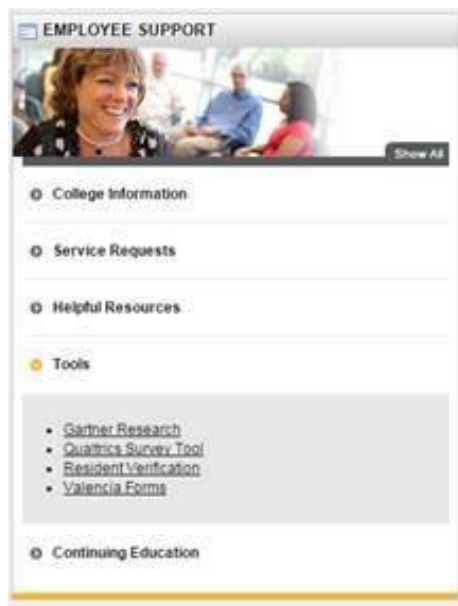 EMPLOYEE SUPPORT
Show All
College Information
Service Requests
Helpful Resources
Tools
Gartner Research
Qualtrics Survey Tool
Resident Verification
Valencia Forms
Continuing Education